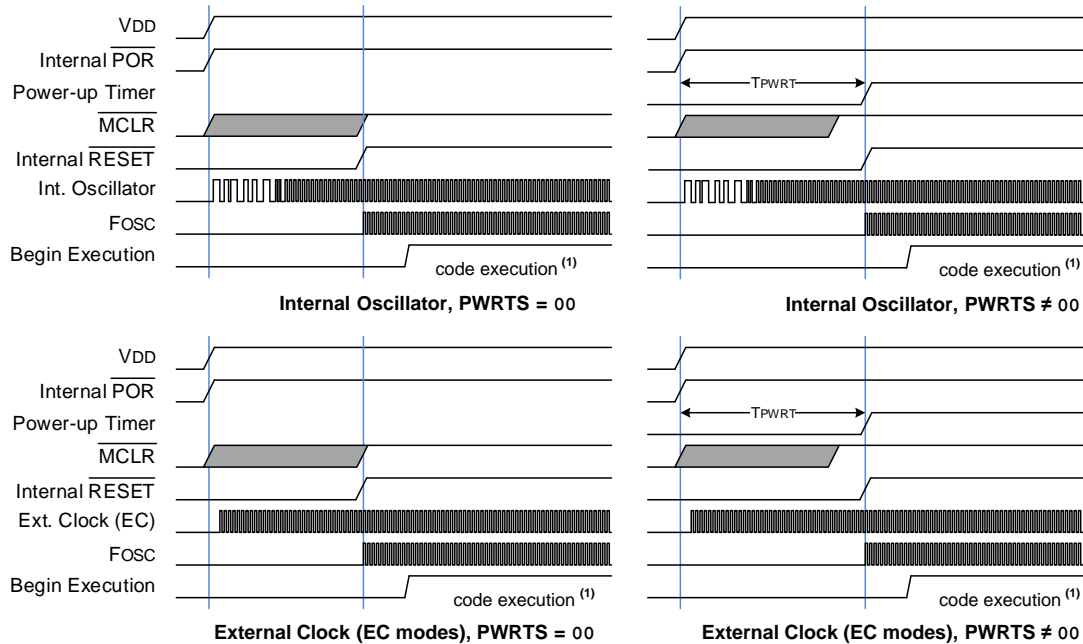 VDD
Internal POR
Power-up Timer
TPWRT
MCLR
Internal RESET
Int. Oscillator
FOSC
Begin Execution
code execution (1)
code execution (1)
Internal Oscillator, PWRTS = 00
Internal Oscillator, PWRTS ≠ 00
VDD
Internal POR
Power-up Timer
TPWRT
MCLR
Internal RESET
Ext. Clock (EC)
FOSC
Begin Execution
code execution (1)
code execution (1)
External Clock (EC modes), PWRTS = 00
External Clock (EC modes), PWRTS ≠ 00